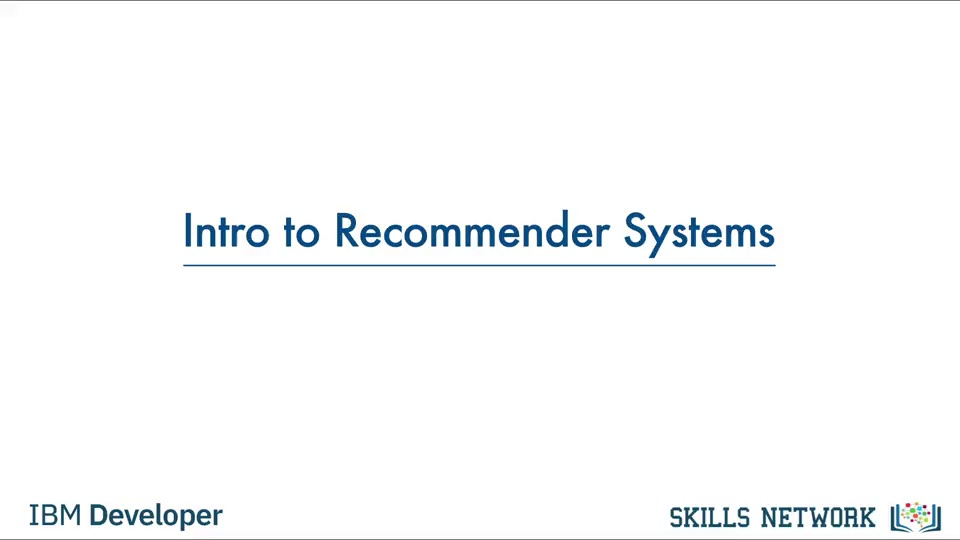 Intro to Recommender Systems
IBM Developer
SKILLS NETWORK